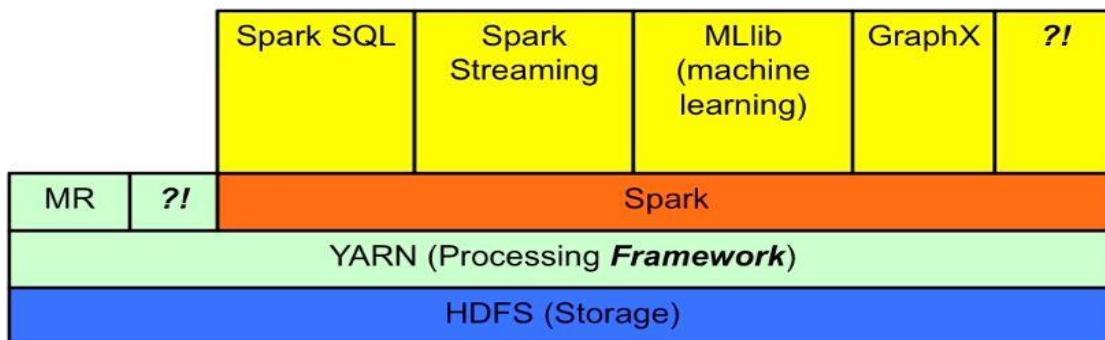 Spark SQL
Spark
Streaming
MLlib
(machine
learning)
GraphX
?!
MR
?!
Spark
YARN (Processing Framework)
HDFS (Storage)